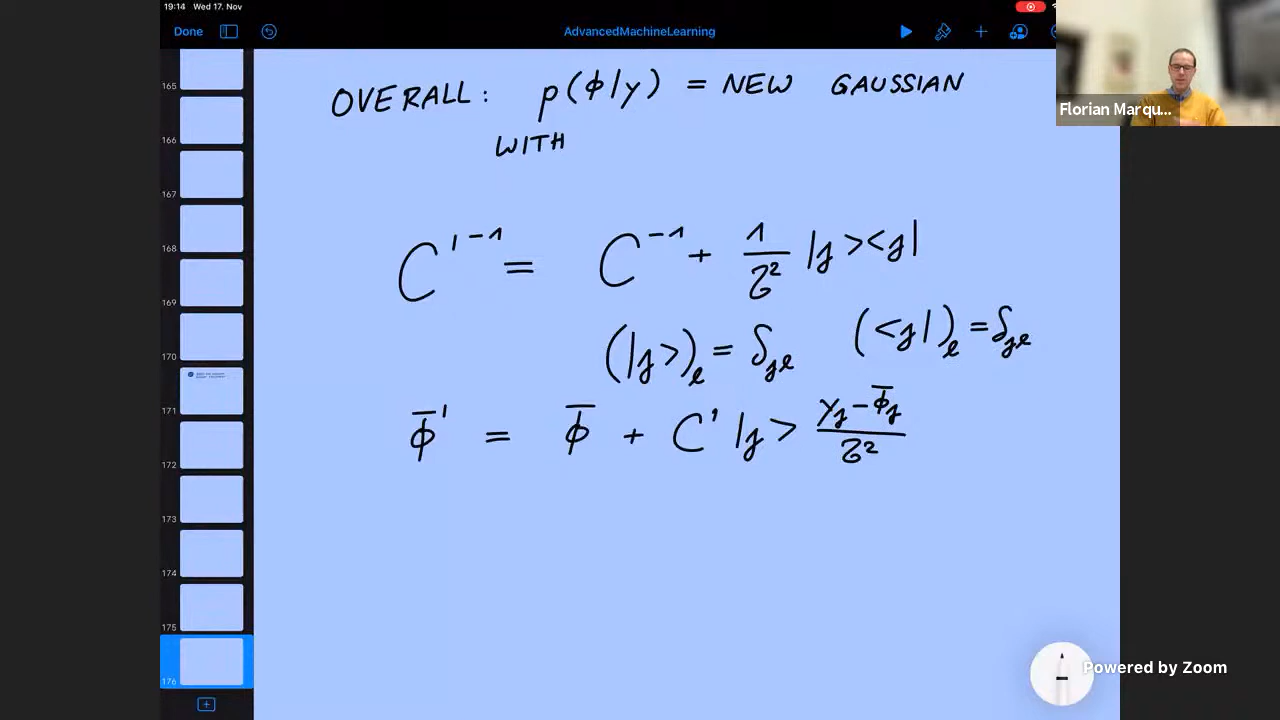 19:14 Wed 17. Nov
Done
AdvancedMachineLearning
Florian Marqu...
OVERALL: p(ϕ|y) = NEW GAUSSIAN
WITH
C'⁻¹ = C⁻¹ + 1/σ² |j><j|
(|j>)ₗ = δⱼₗ (<j|)ₗ = δⱼₗ
ϕ̄' = ϕ̄ + C' |j> (yⱼ − ϕ̄ⱼ)/σ²
165
166
167
168
169
170
171
172
173
174
175
176
Powered by Zoom